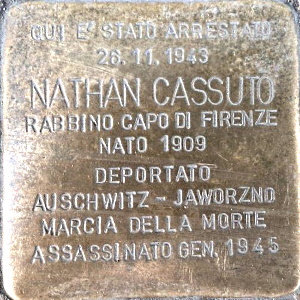 QUI E' STATO ARRESTATO
26.11.1943
NATHAN CASSUTO
RABBINO CAPO DI FIRENZE
NATO 1909
DEPORTATO
AUSCHWITZ - JAWORZNO
MARCIA DELLA MORTE
ASSASSINATO GEN. 1945